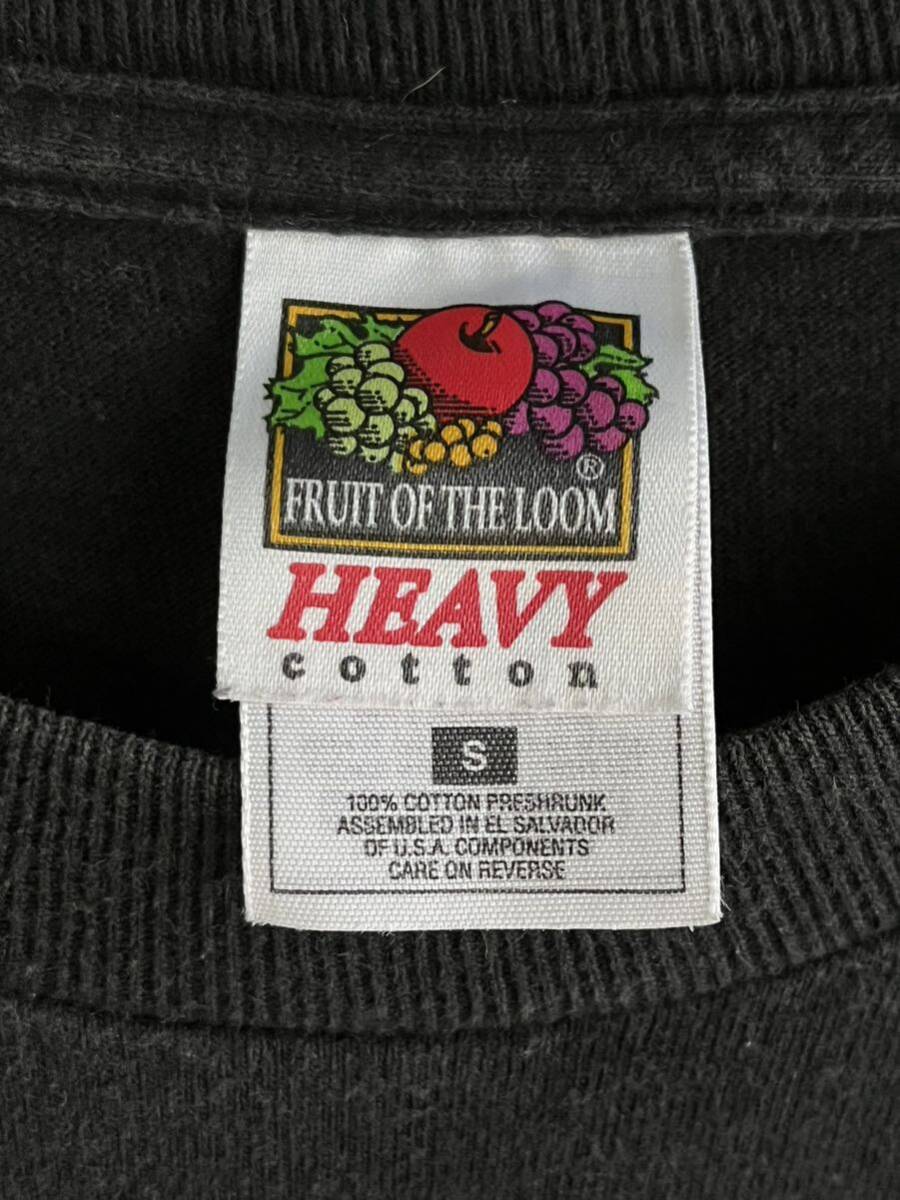 ®
FRUIT OF THE LOOM
HEAVY
cotton
S
100% COTTON PRESHRUNK
ASSEMBLED IN EL SALVADOR
OF U.S.A. COMPONENTS
CARE ON REVERSE